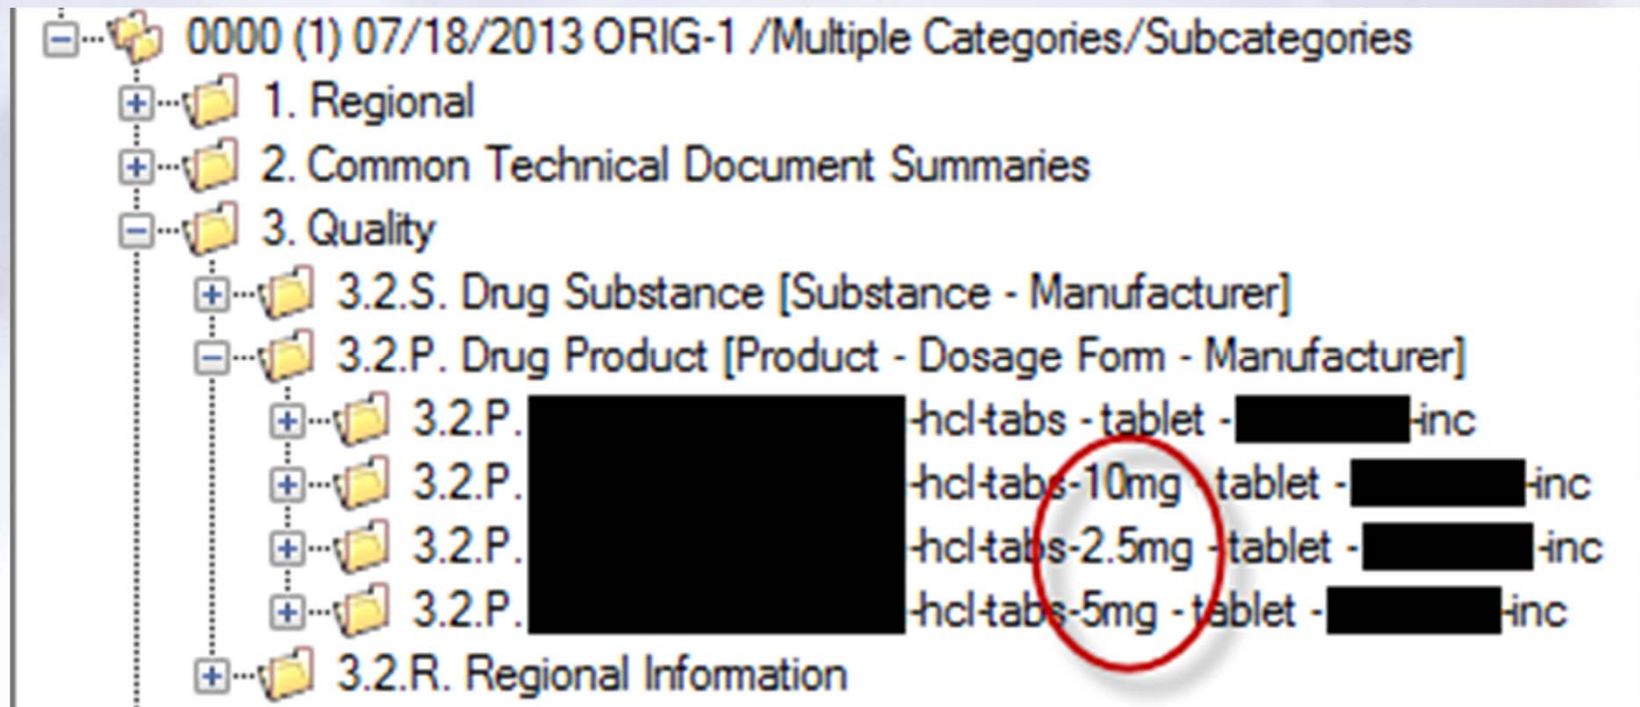 0000 (1) 07/18/2013 ORIG-1 /Multiple Categories/Subcategories
1. Regional
2. Common Technical Document Summaries
3. Quality
3.2.S. Drug Substance [Substance - Manufacturer]
3.2.P. Drug Product [Product - Dosage Form - Manufacturer]
3.2.P. -hcl-tabs - tablet - -inc
3.2.P. -hcl-tabs-10mg - tablet - -inc
3.2.P. -hcl-tabs-2.5mg - tablet - -inc
3.2.P. -hcl-tabs-5mg - tablet - -inc
3.2.R. Regional Information